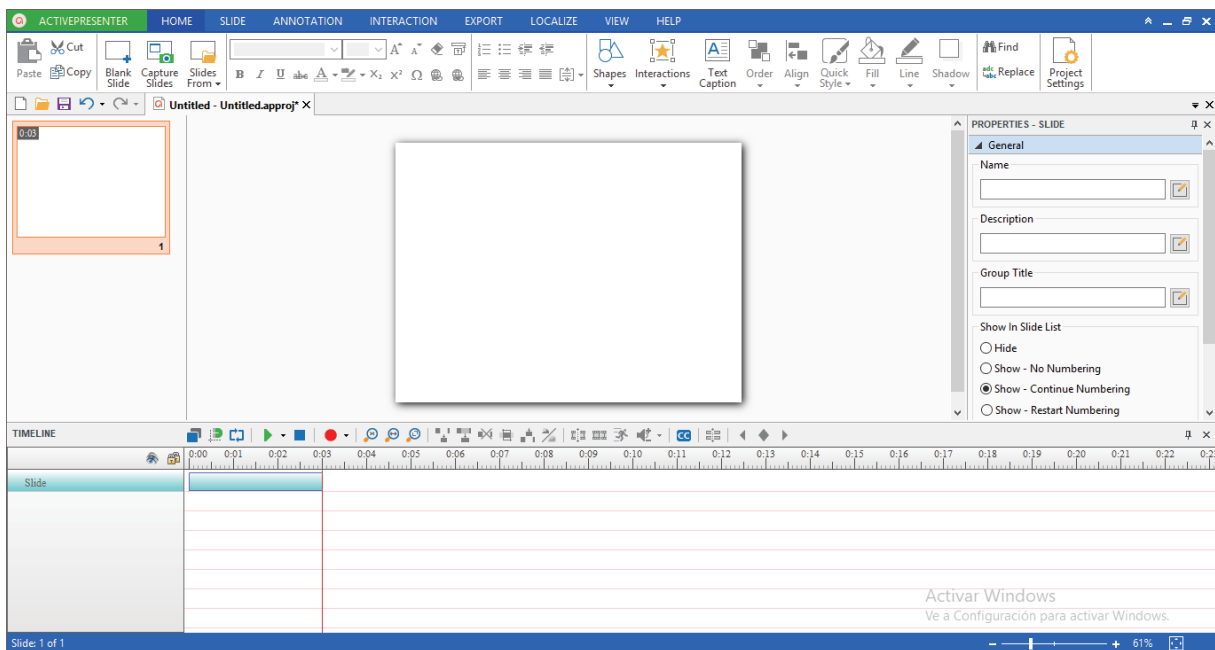 ACTIVEPRESENTER HOME SLIDE ANNOTATION INTERACTION EXPORT LOCALIZE VIEW HELP
Paste
Cut
Copy
Blank Slide
Capture Slides
Slides From
B I U abc A X₂ X² Ω
Shapes
Interactions
Text Caption
Order
Align
Quick Style
Fill
Line
Shadow
Find
Replace
Project Settings
Untitled - Untitled.approj*
0:03
1
PROPERTIES - SLIDE
General
Name
Description
Group Title
Show In Slide List
Hide
Show - No Numbering
Show - Continue Numbering
Show - Restart Numbering
TIMELINE
CC
0:00 0:01 0:02 0:03 0:04 0:05 0:06 0:07 0:08 0:09 0:10 0:11 0:12 0:13 0:14 0:15 0:16 0:17 0:18 0:19 0:20 0:21 0:22
Slide
Activar Windows
Ve a Configuración para activar Windows.
Slide: 1 of 1
61%